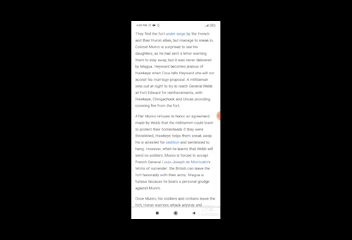 They find the fort under siege by the French
and their Huron allies, but manage to sneak in.
Colonel Munro is surprised to see his
daughters, as he had sent a letter warning
them to stay away but it was never delivered
by Magua. Heyward becomes jealous of
Hawkeye when Cora tells Heyward she will not
accept his marriage proposal. A militiaman
sets out at night to try to reach General Webb
at Fort Edward for reinforcements, with
Hawkeye, Chingachgook and Uncas providing
covering fire from the fort.
After Munro refuses to honor an agreement
made by Webb that the militiamen could leave
to protect their homesteads if they were
threatened, Hawkeye helps them sneak away.
He is arrested for sedition and sentenced to
hang. However, when he learns that Webb will
send no soldiers, Munro is forced to accept
French General Louis-Joseph de Montcalm's
terms of surrender: the British can leave the
fort honorably with their arms. Magua is
furious because he bears a personal grudge
against Munro.
Once Munro, his soldiers and civilians leave the
fort, Huron warriors attack